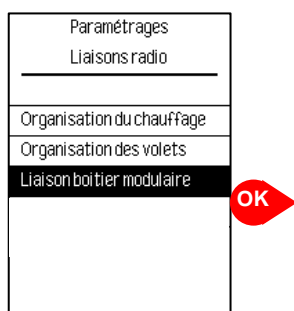 Paramétrages
Liaisons radio
Organisation du chauffage
Organisation des volets
Liaison boitier modulaire
OK